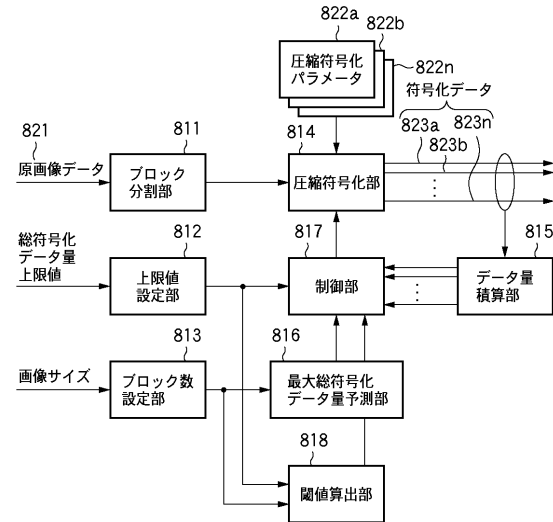 822a
822b
822n
圧縮符号化
パラメータ
符号化データ
823a
823n
823b
821
原画像データ
811
ブロック
分割部
814
圧縮符号化部
総符号化
データ量
上限値
812
上限値
設定部
817
制御部
815
データ量
積算部
813
画像サイズ
ブロック数
設定部
816
最大総符号化
データ量予測部
818
閾値算出部